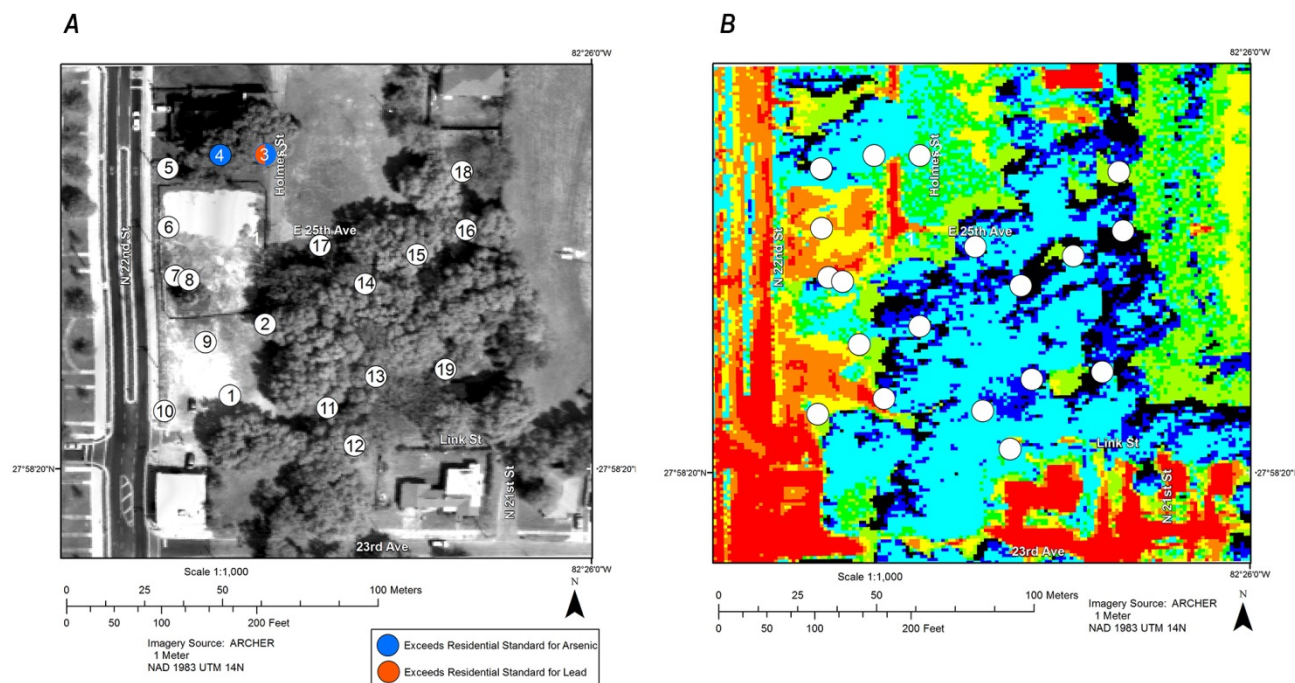 A
82°26'0"W
N 22nd St
Holmes St
E 25th Ave
Link St
N 21st St
23rd Ave
1
2
3
4
5
6
7
8
9
10
11
12
13
14
15
16
17
18
19
27°58'20"N
27°58'20"N
82°26'0"W
Scale 1:1,000
0 25 50 100 Meters
0 50 100 200 Feet
N
Imagery Source: ARCHER
1 Meter
NAD 1983 UTM 14N
Exceeds Residential Standard for Arsenic
Exceeds Residential Standard for Lead
B
82°26'0"W
N 22nd St
Holmes St
E 25th Ave
Link St
N 21st St
23rd Ave
27°58'20"N
82°26'0"W
Scale 1:1,000
0 25 50 100 Meters
0 50 100 200 Feet
Imagery Source: ARCHER
1 Meter
NAD 1983 UTM 14N
N